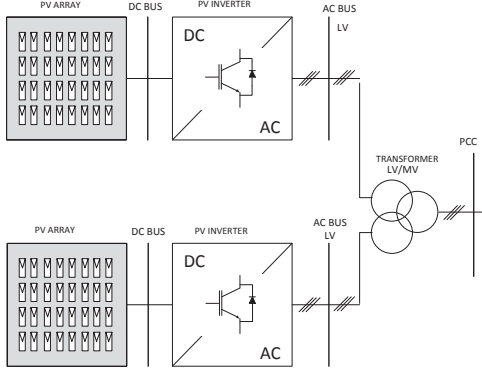 PV ARRAY
DC BUS
PV INVERTER
AC BUS
LV
DC
AC
PCC
TRANSFORMER
LV/MV
PV ARRAY
DC BUS
PV INVERTER
AC BUS
LV
DC
AC